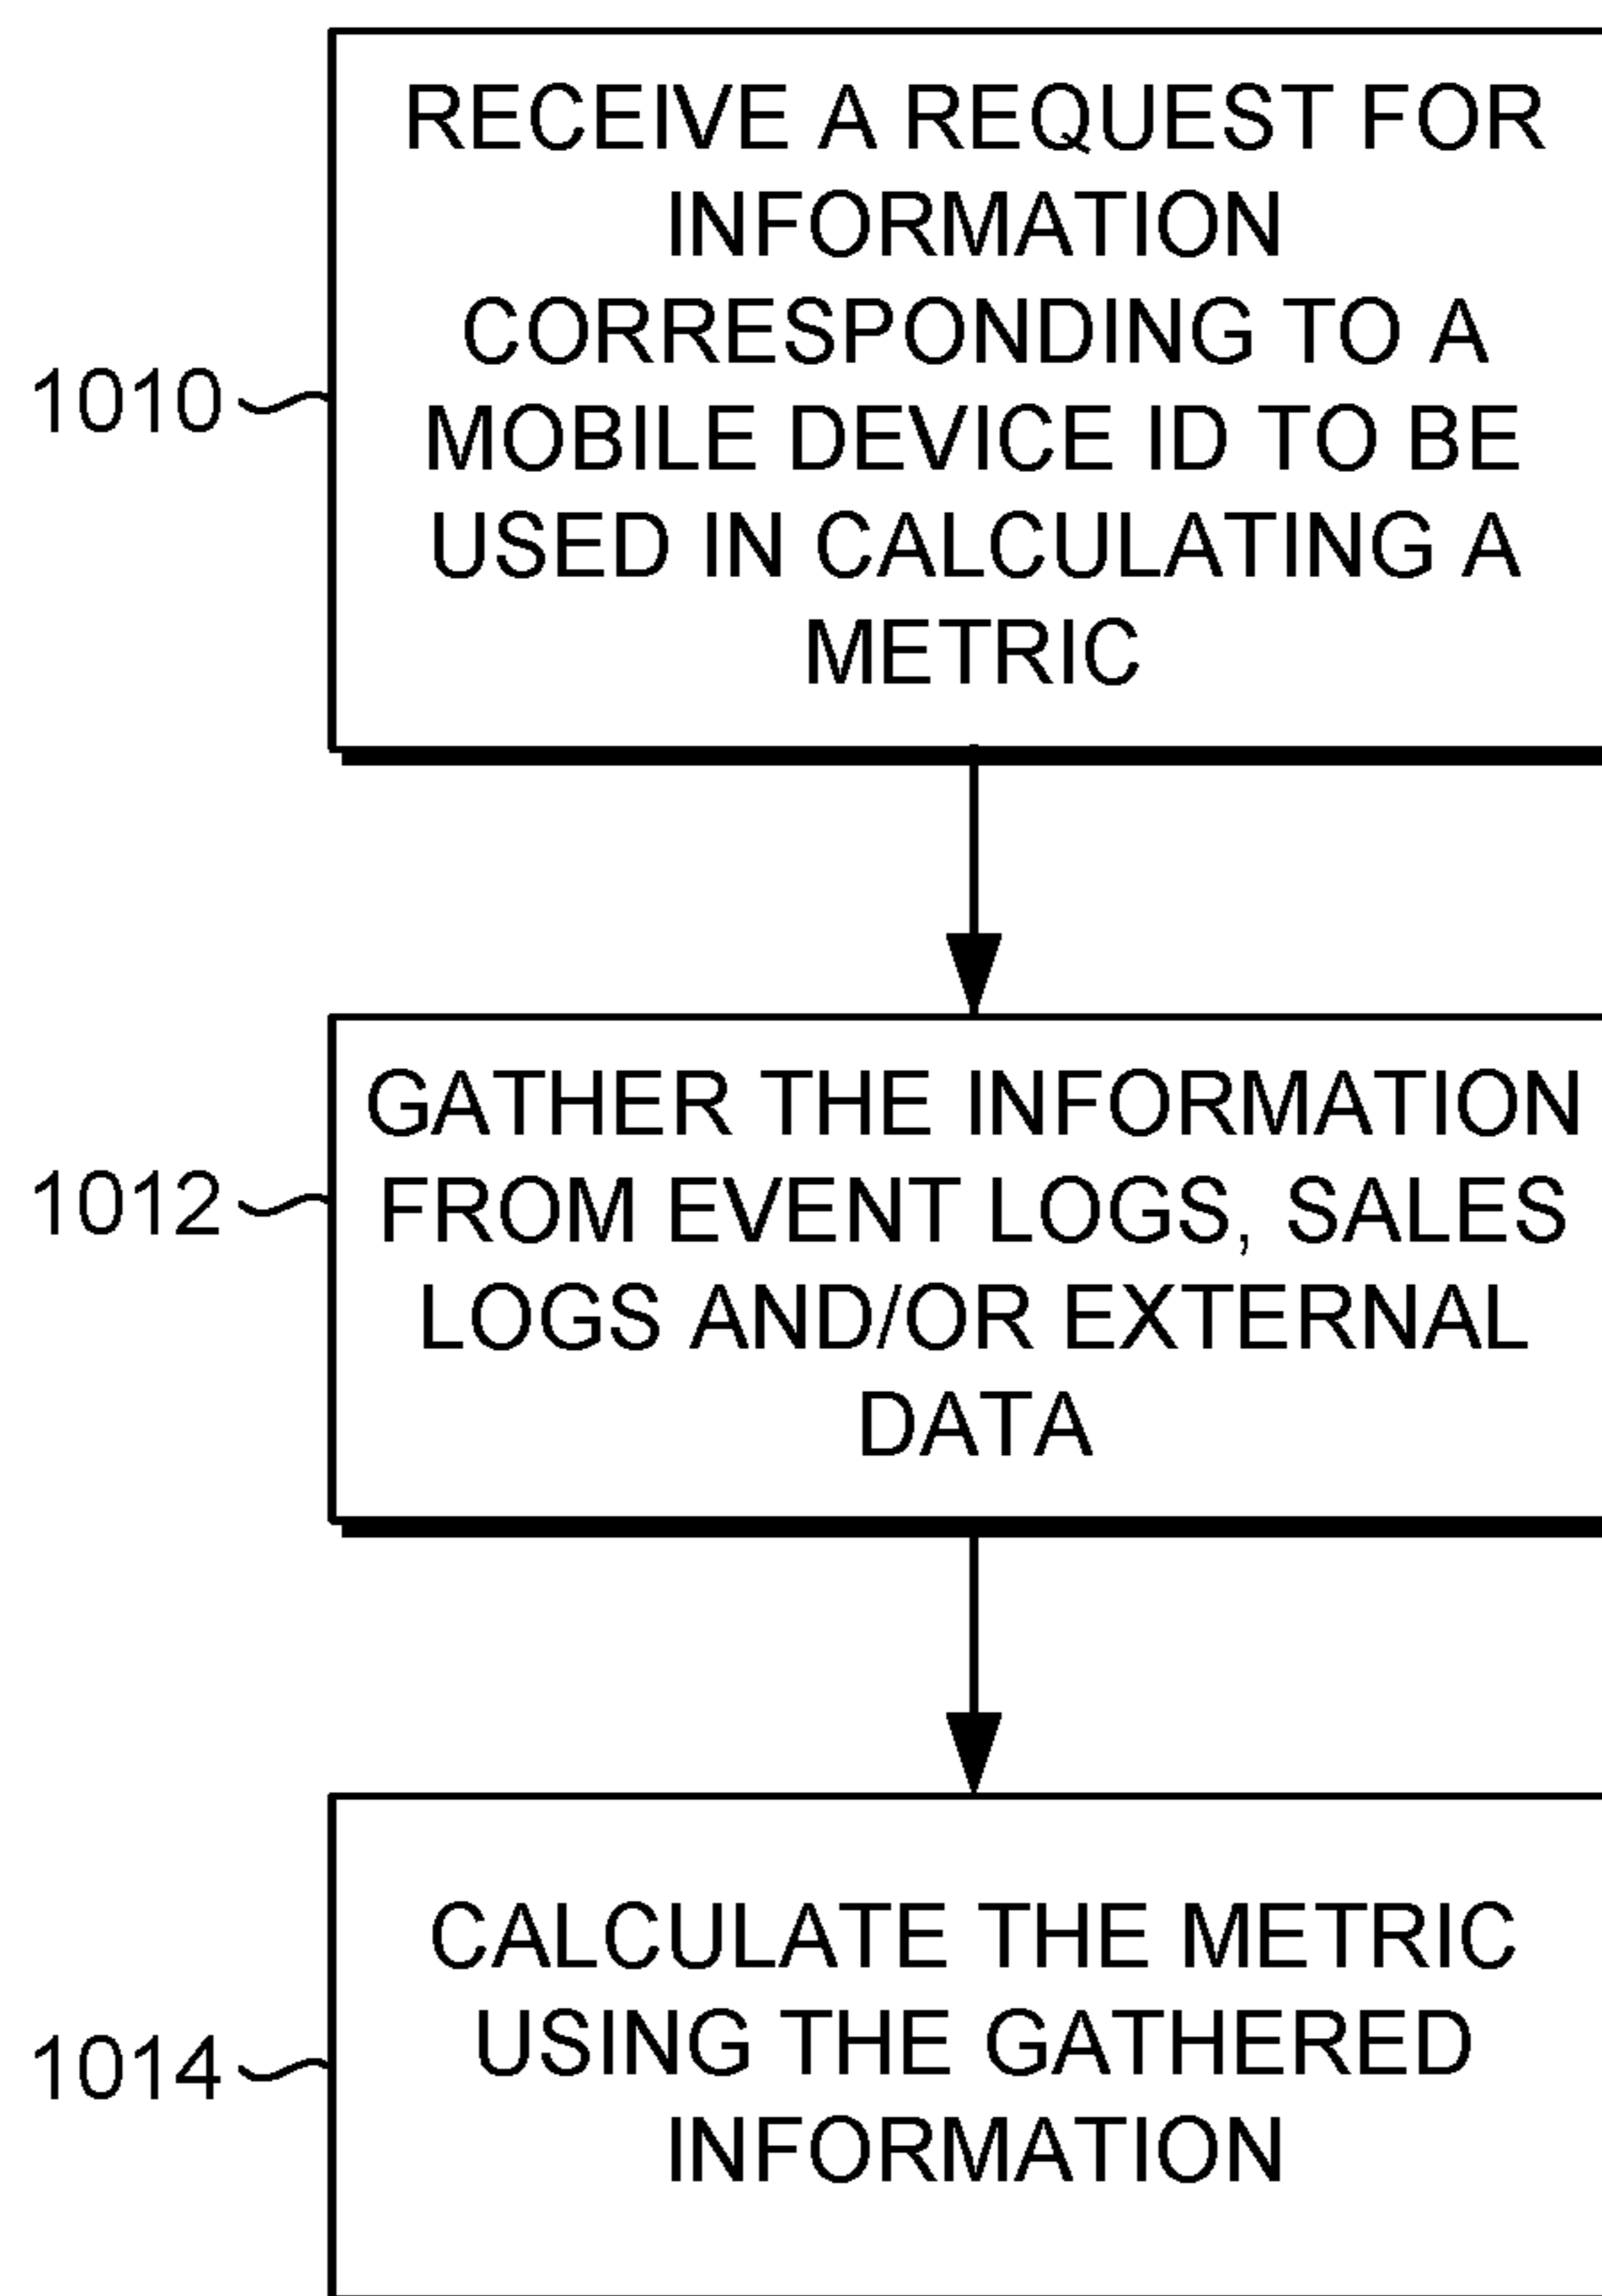 RECEIVE A REQUEST FOR
INFORMATION
CORRESPONDING TO A
MOBILE DEVICE ID TO BE
USED IN CALCULATING A
METRIC
1010
GATHER THE INFORMATION
FROM EVENT LOGS, SALES
LOGS AND/OR EXTERNAL
DATA
1012
CALCULATE THE METRIC
USING THE GATHERED
INFORMATION
1014